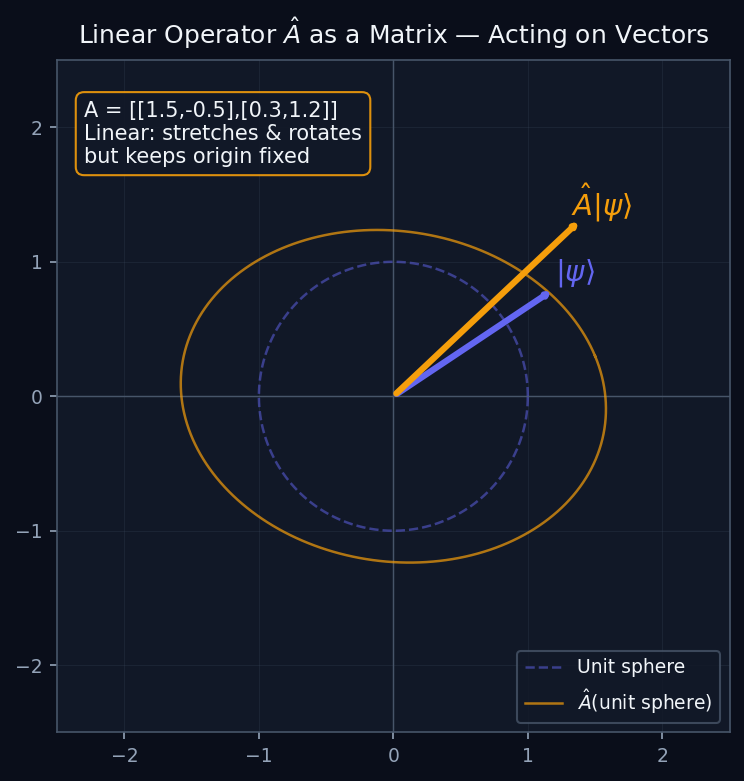 Linear Operator Â as a Matrix — Acting on Vectors
A = [[1.5,-0.5],[0.3,1.2]]
Linear: stretches & rotates
but keeps origin fixed
2
1
0
−1
−2
Â|ψ⟩
|ψ⟩
Unit sphere
Â(unit sphere)
−2
−1
0
1
2